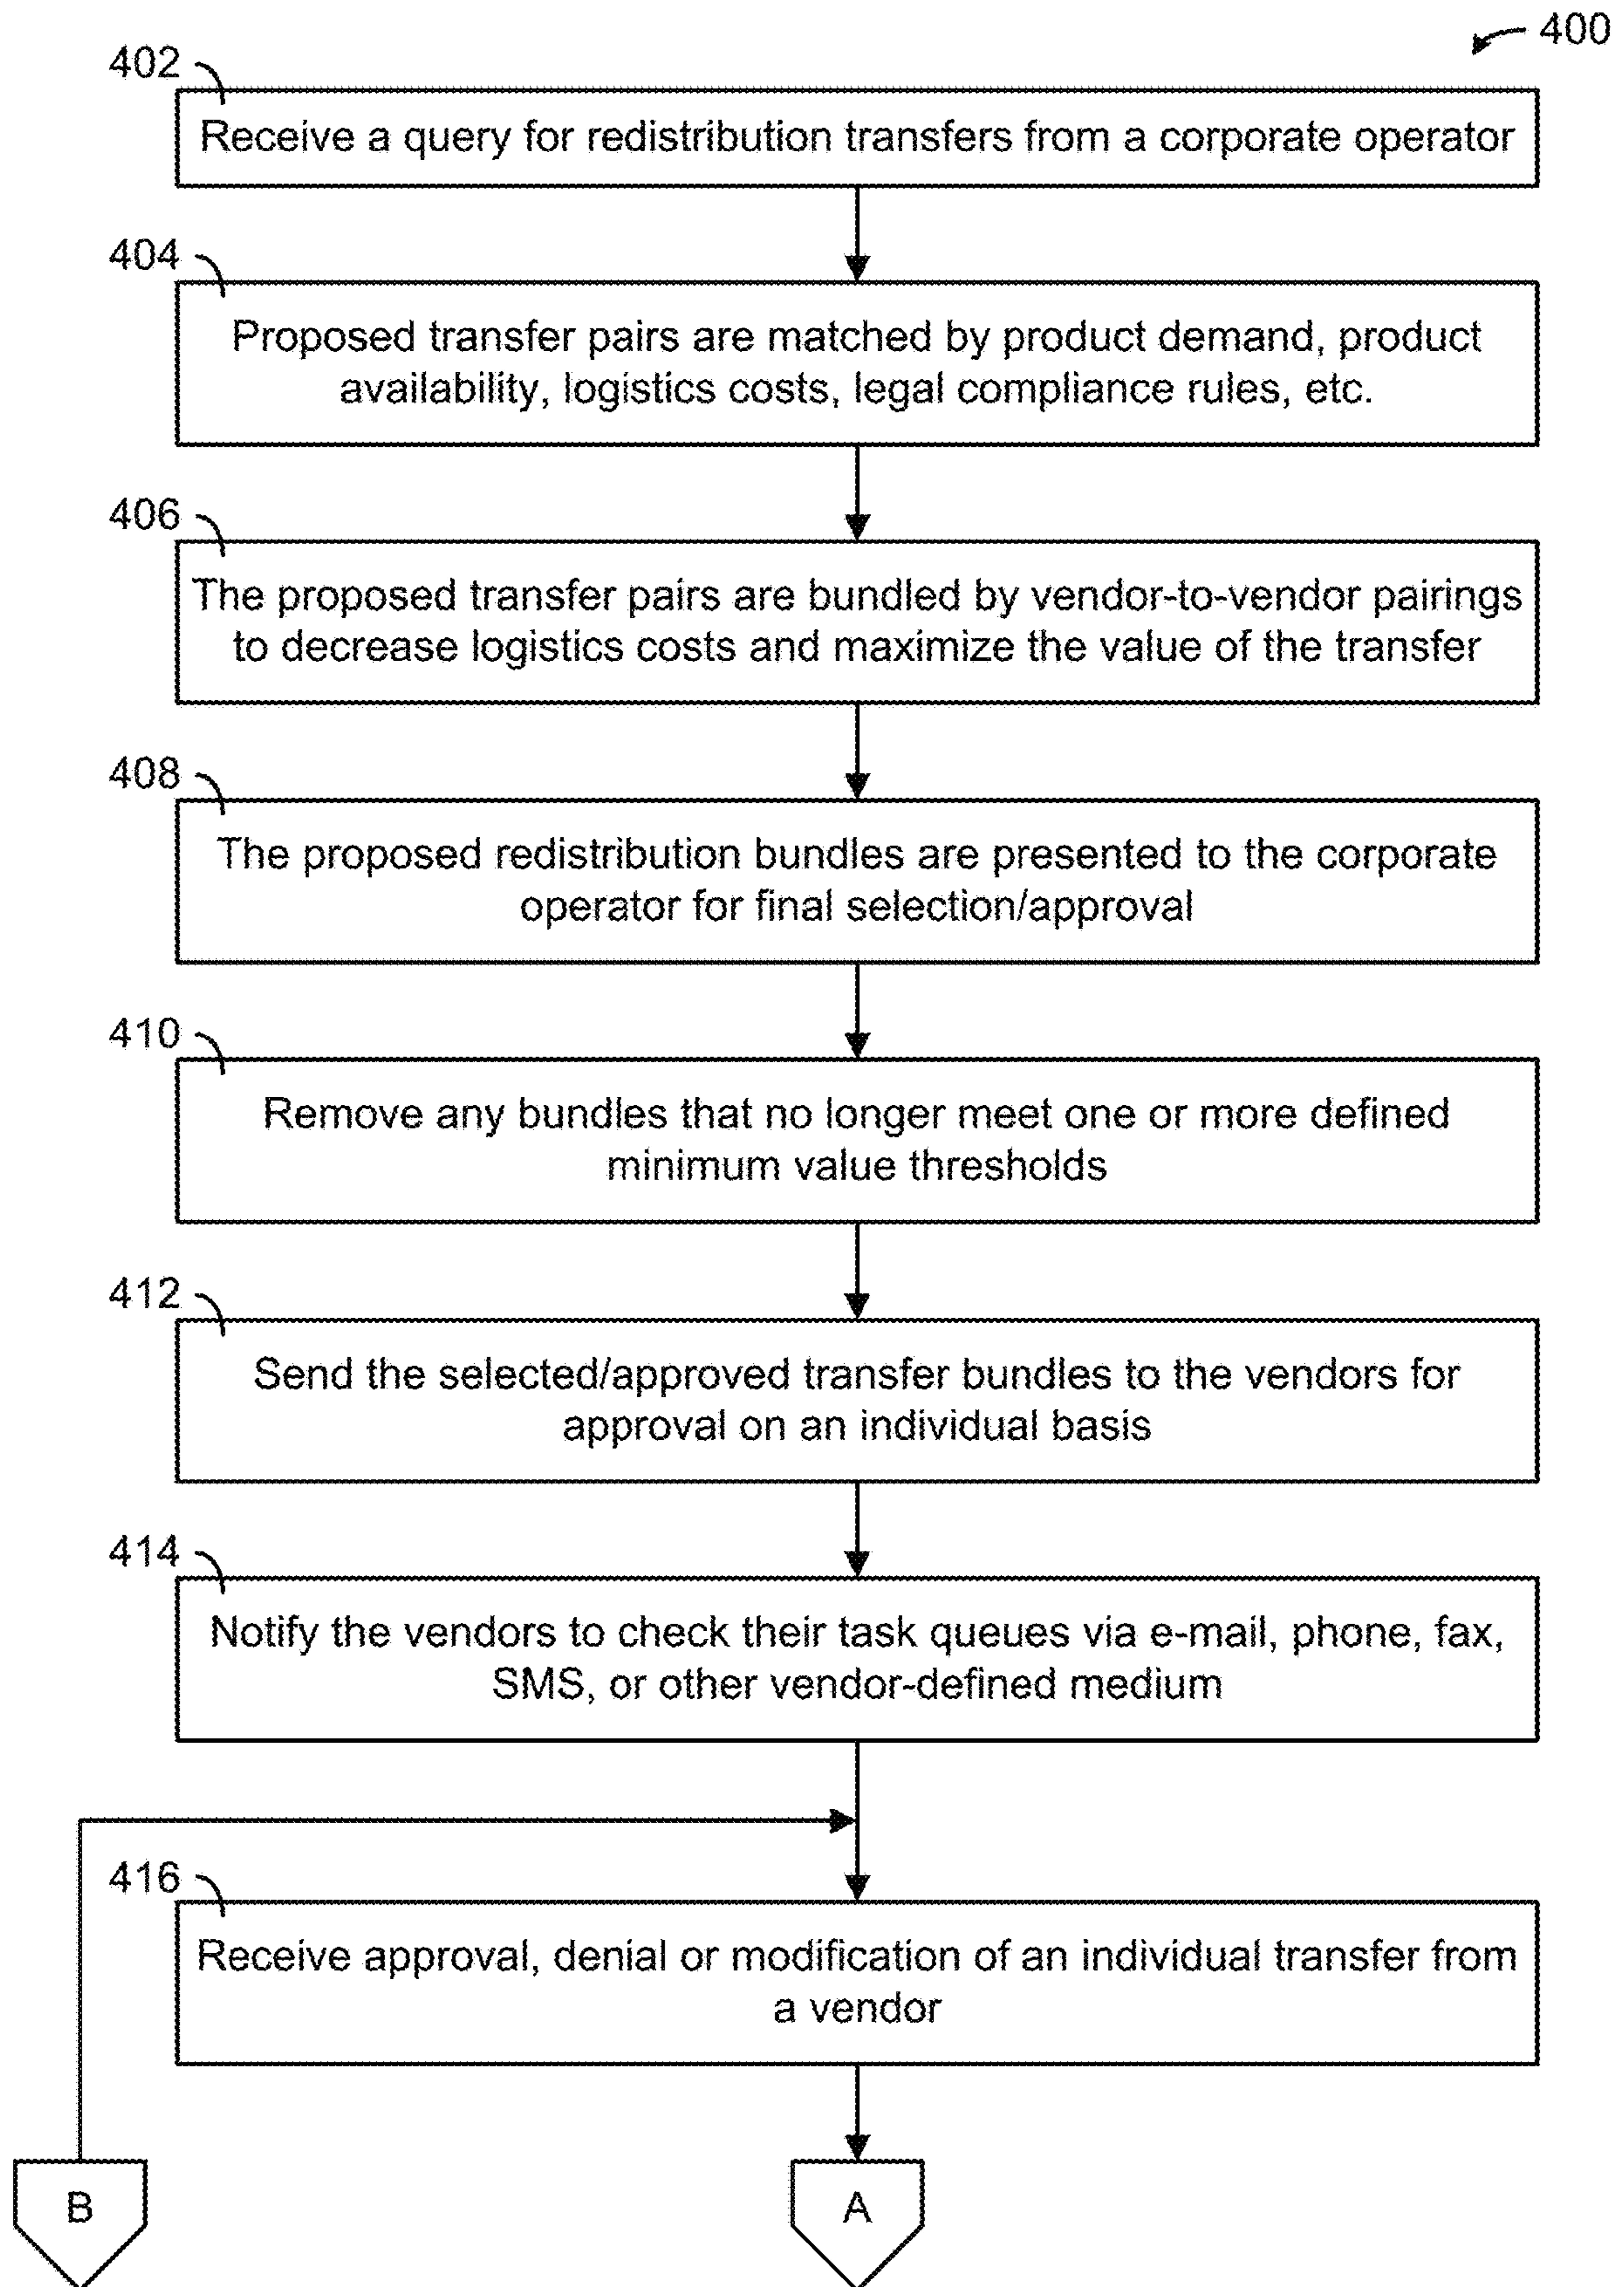 400
402
Receive a query for redistribution transfers from a corporate operator
404
Proposed transfer pairs are matched by product demand, product
availability, logistics costs, legal compliance rules, etc.
406
The proposed transfer pairs are bundled by vendor-to-vendor pairings
to decrease logistics costs and maximize the value of the transfer
408
The proposed redistribution bundles are presented to the corporate
operator for final selection/approval
410
Remove any bundles that no longer meet one or more defined
minimum value thresholds
412
Send the selected/approved transfer bundles to the vendors for
approval on an individual basis
414
Notify the vendors to check their task queues via e-mail, phone, fax,
SMS, or other vendor-defined medium
416
Receive approval, denial or modification of an individual transfer from
a vendor
B
A